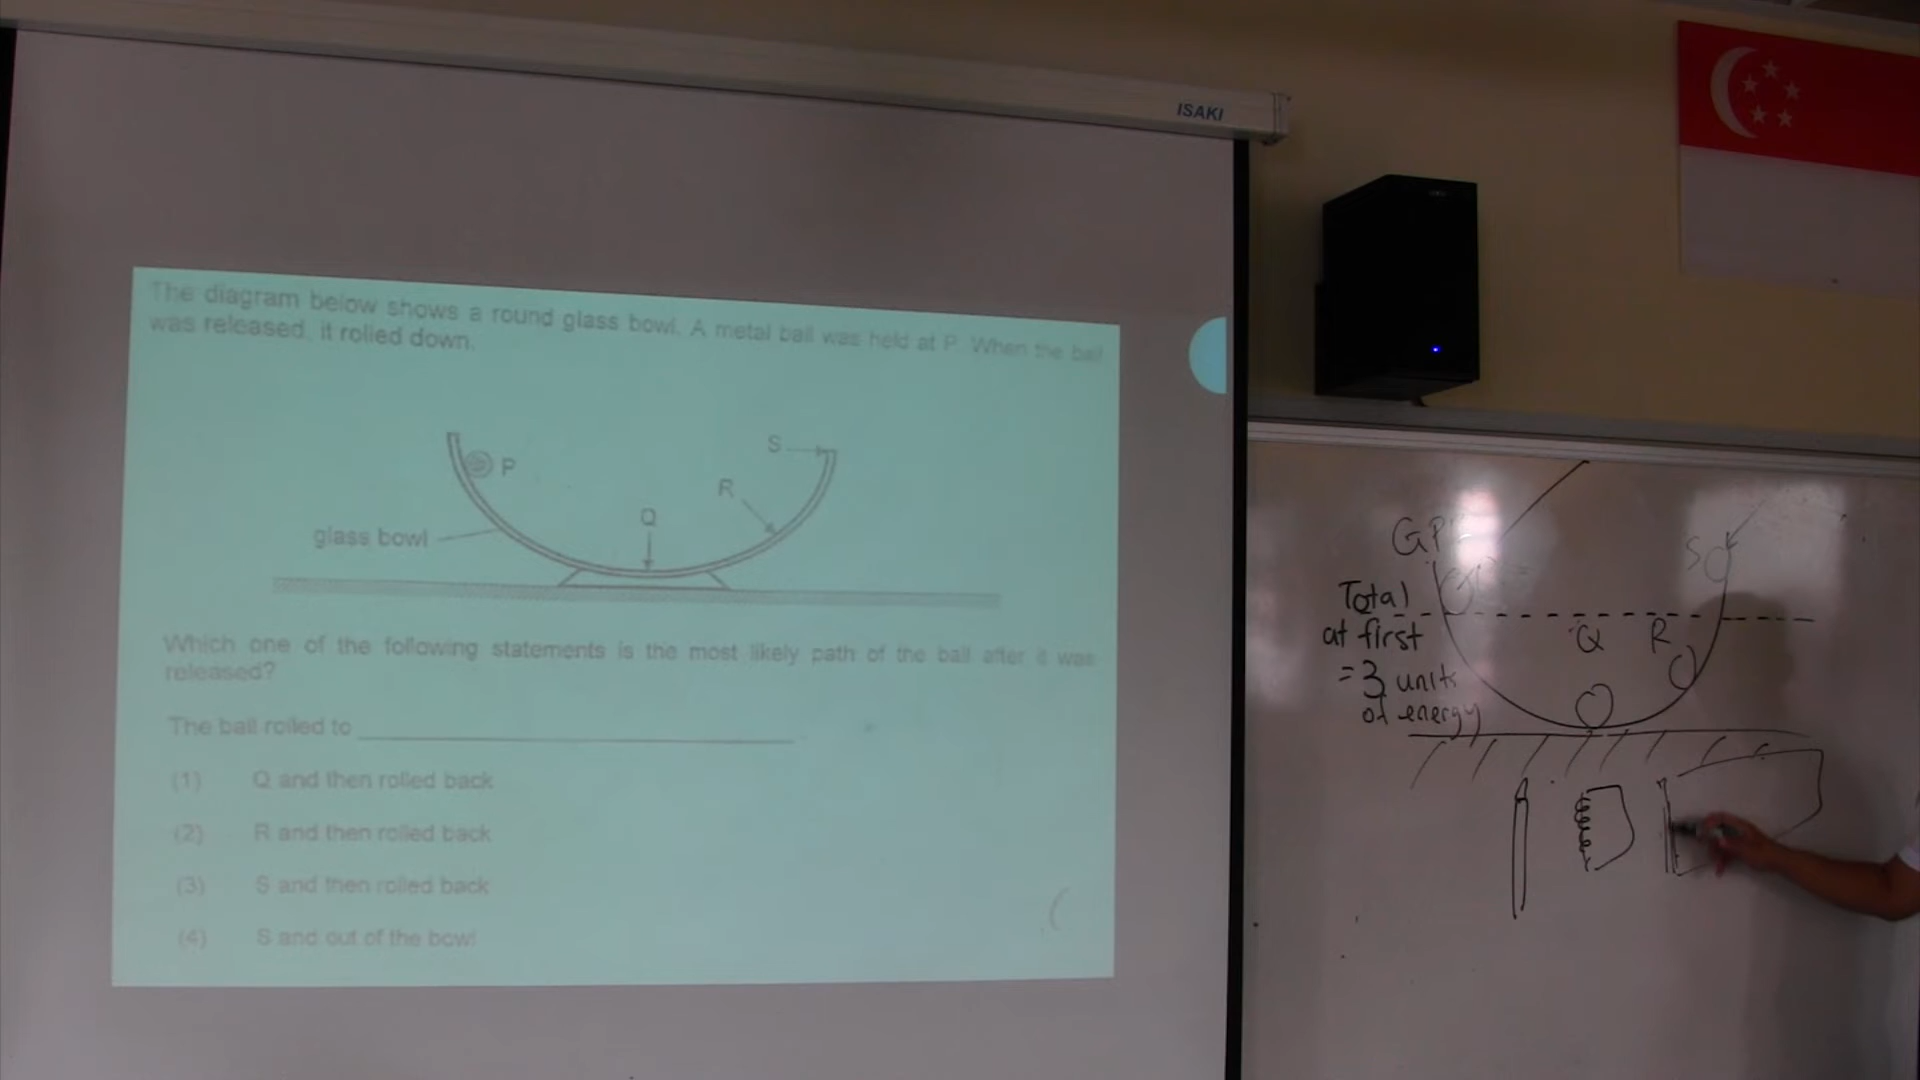 ISAKI
The diagram below shows a round glass bowl. A metal ball was held at P. When the ball
was released, it rolled down.
P
S
R
Q
glass bowl
Which one of the following statements is the most likely path of the ball after it was
released?
The ball rolled to
(1) Q and then rolled back
(2) R and then rolled back
(3) S and then rolled back
(4) S and out of the bowl
S
Total
at first
= 3 units
of energy
Q R